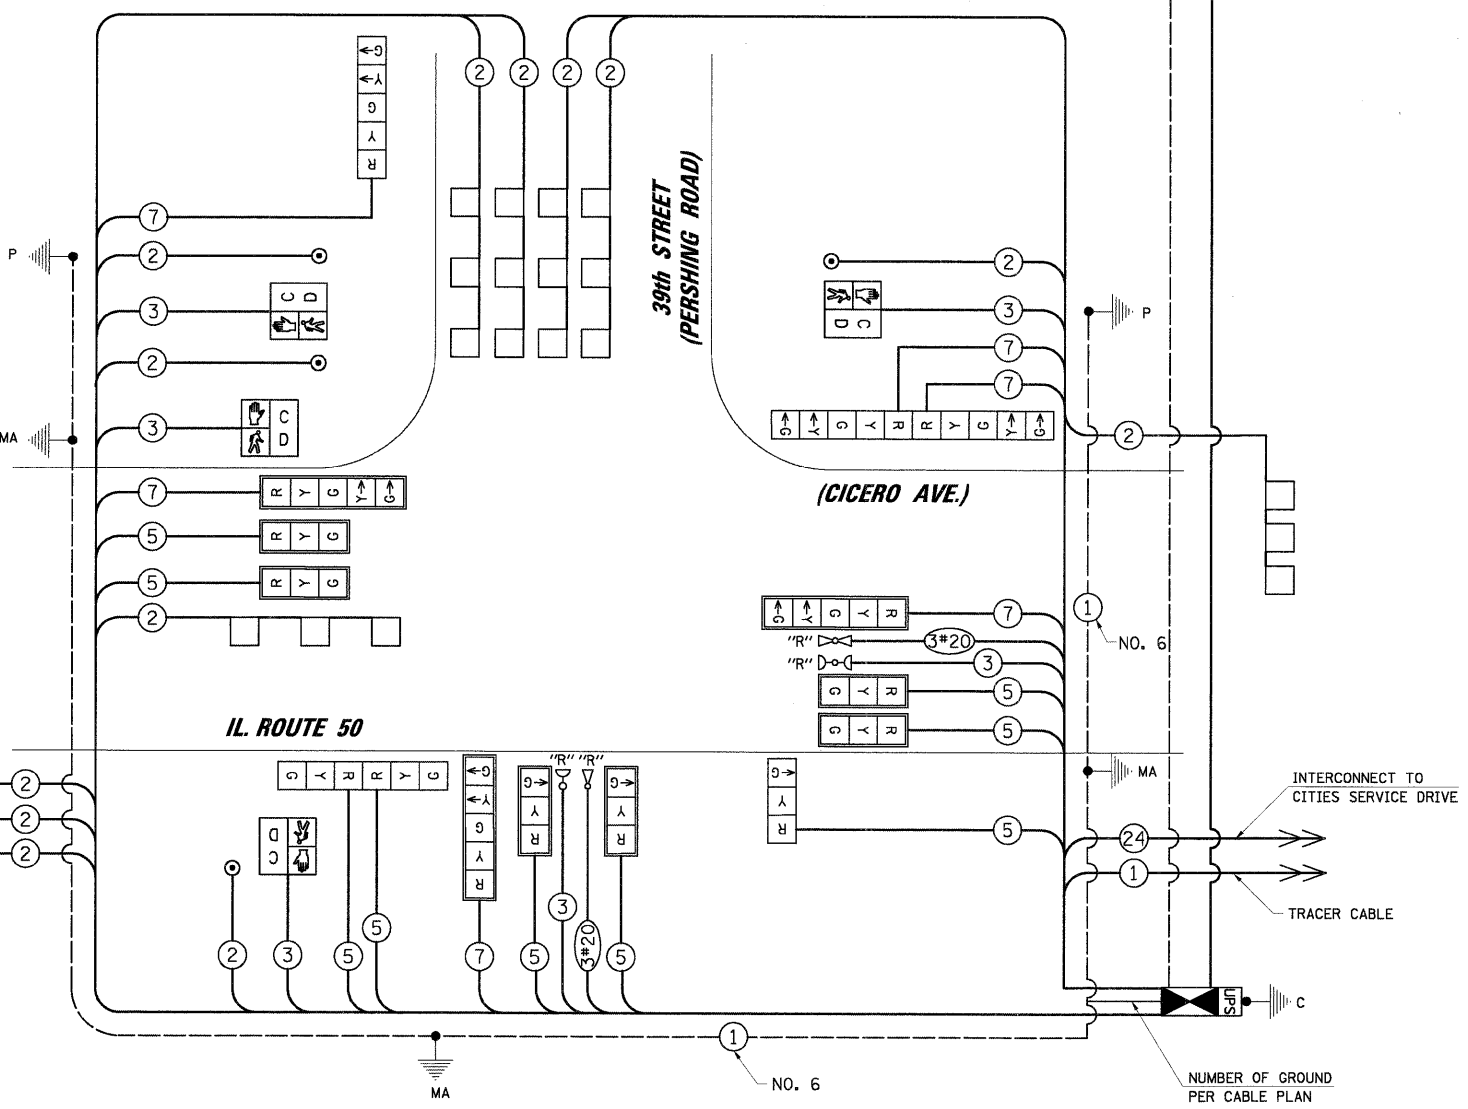 2
2
2
2
G
Y
G
Y
R
39th STREET
(PERSHING ROAD)
7
P
2
2
C D
3
3
D C
P
2
7
7
MA
3
C
D
G Y G Y R R Y G Y G
2
7
R Y G Y G
(CICERO AVE.)
5
R Y G
5
R Y G
2
G Y G Y R
7
1
"R"
3#20
NO. 6
"R"
3
G Y R
5
IL. ROUTE 50
G Y R
5
2
2
2
G Y R R Y G
G
Y
G
Y
R
"R" "R"
G
Y
R
G
Y
R
G
Y
R
5
MA
INTERCONNECT TO
CITIES SERVICE DRIVE
24
1
TRACER CABLE
D
C
2
3
5
5
7
5
3
3#20
5
UPS
C
1
NO. 6
MA
NUMBER OF GROUND
PER CABLE PLAN